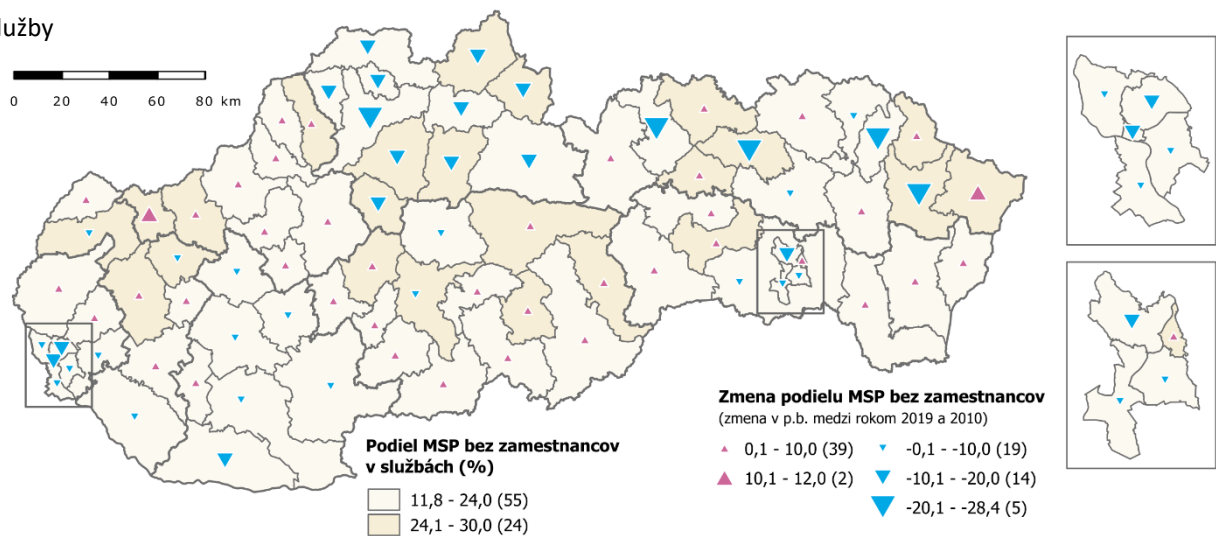 lužby
0 20 40 60 80 km
Podiel MSP bez zamestnancov
v službách (%)
11,8 - 24,0 (55)
24,1 - 30,0 (24)
Zmena podielu MSP bez zamestnancov
(zmena v p.b. medzi rokom 2019 a 2010)
0,1 - 10,0 (39)
10,1 - 12,0 (2)
-0,1 - -10,0 (19)
-10,1 - -20,0 (14)
-20,1 - -28,4 (5)